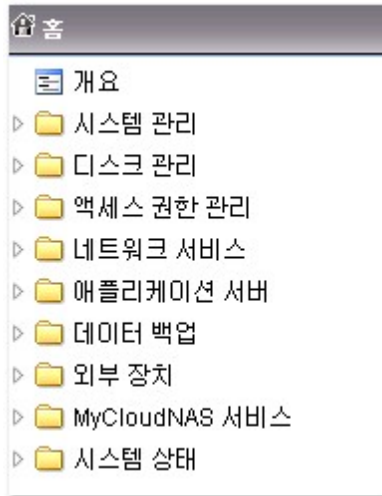 홈
개요
시스템 관리
디스크 관리
액세스 권한 관리
네트워크 서비스
애플리케이션 서버
데이터 백업
외부 장치
MyCloudNAS 서비스
시스템 상태